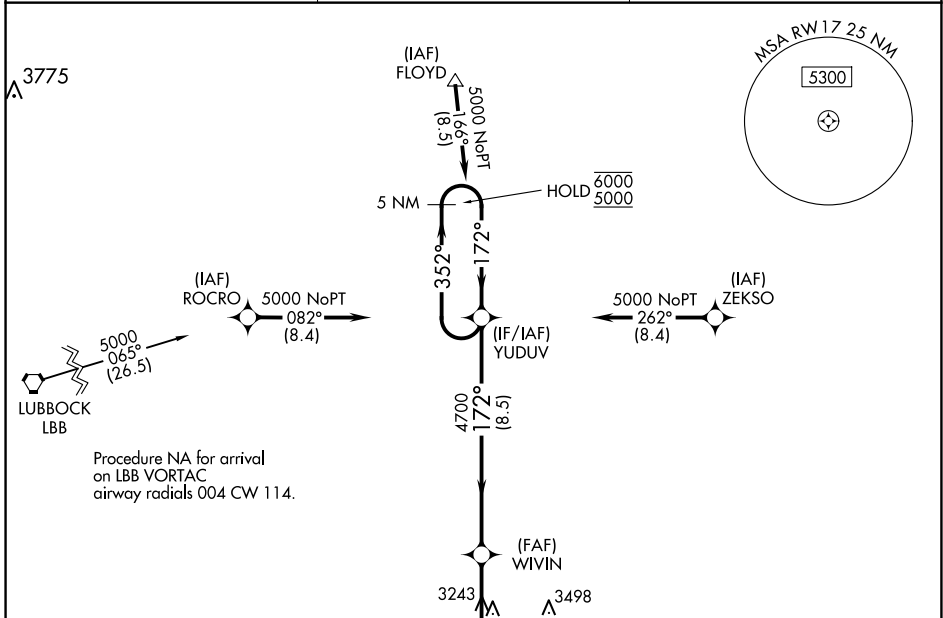 3775
(IAF)
FLOYD
5000 NoPT
166°
(8.5)
MSA RW17 25 NM
5300
5 NM
HOLD 6000
5000
352°
172°
(IAF)
ROCRO
5000 NoPT
082°
(8.4)
(IF/IAF)
YUDUV
5000 NoPT
262°
(8.4)
(IAF)
ZEKSO
5000
065°
(26.5)
LUBBOCK
LBB
4700
172°
(8.5)
Procedure NA for arrival
on LBB VORTAC
airway radials 004 CW 114.
(FAF)
WIVIN
3243
3498